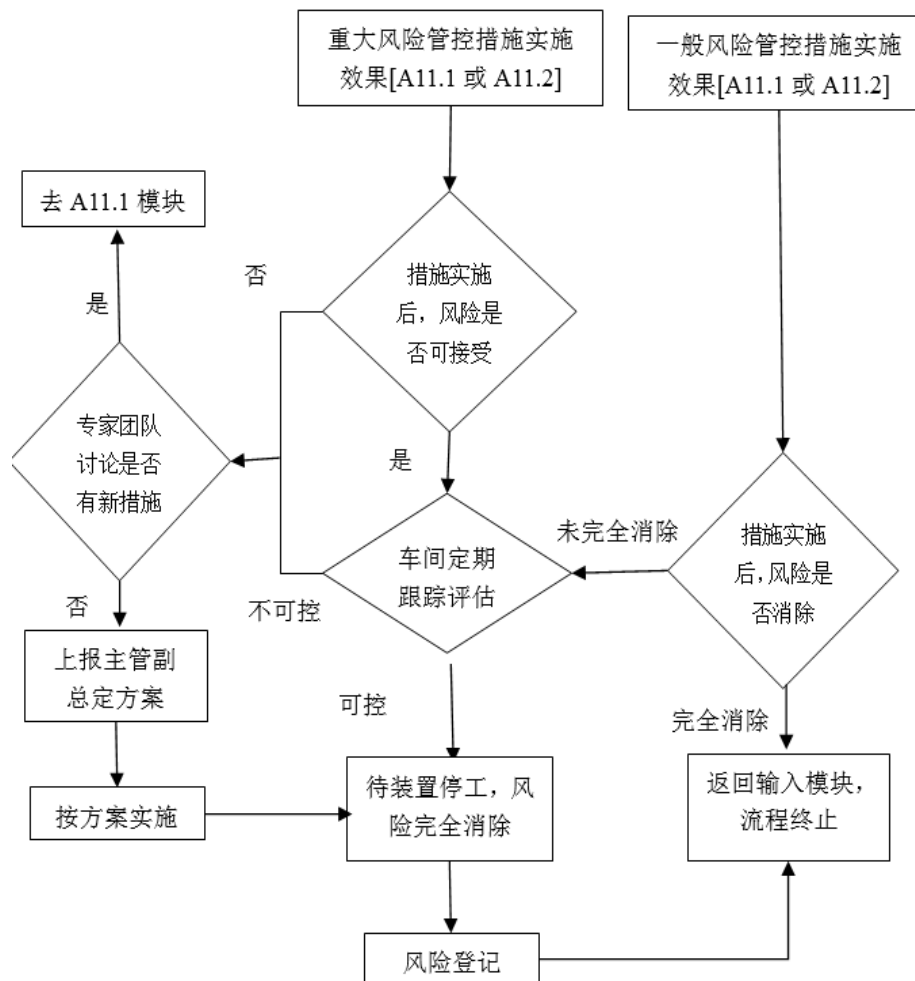 重大风险管控措施实施
效果[A11.1 或 A11.2]
一般风险管控措施实施
效果[A11.1 或 A11.2]
去 A11.1 模块
否
措施实施
后，风险是
否可接受
是
专家团队
讨论是否
有新措施
是
未完全消除
措施实施
后，风险是
否消除
车间定期
跟踪评估
否
不可控
上报主管副
总定方案
可控
完全消除
按方案实施
待装置停工，风
险完全消除
返回输入模块，
流程终止
风险登记